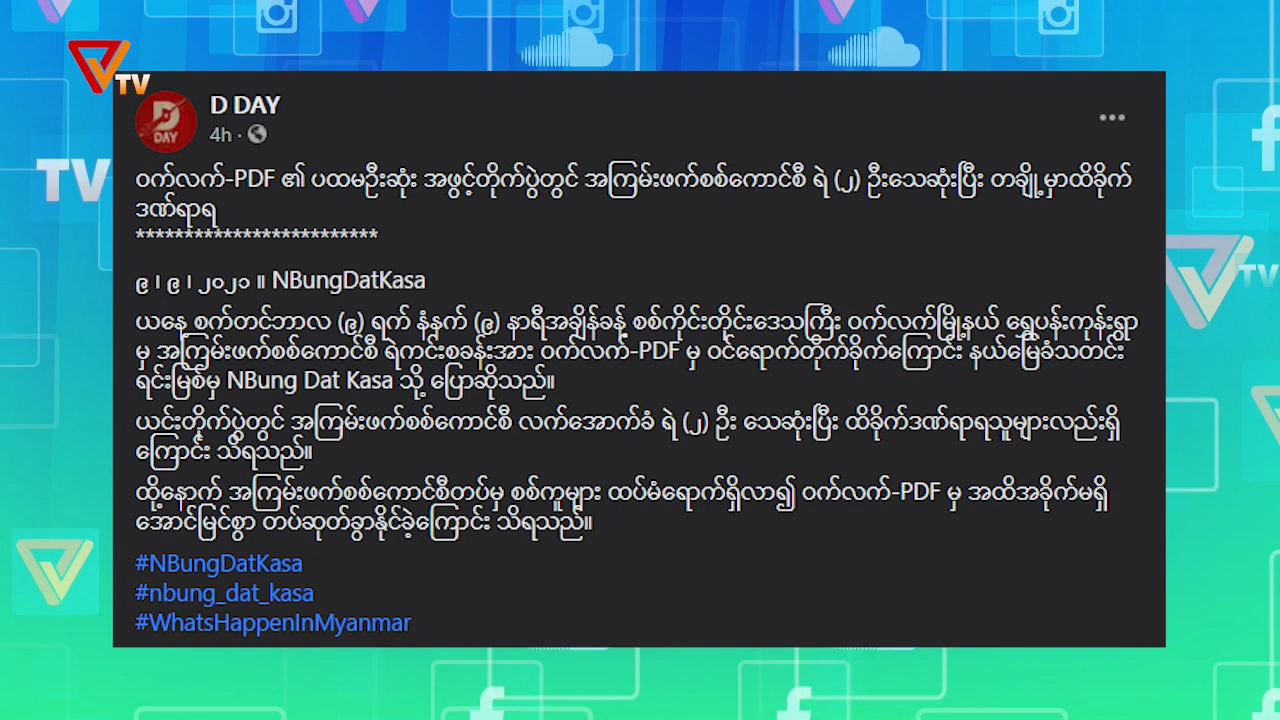 TV
TV
D DAY
D
DAY
4h ·
ဝက်လက်-PDF ၏ ပထမဦးဆုံး အဖွင့်တိုက်ပွဲတွင် အကြမ်းဖက်စစ်ကောင်စီ ရဲ (၂) ဦးသေဆုံးပြီး တချို့မှာထိခိုက်
ဒဏ်ရာရ
*************************
၉ ၊ ၉ ၊ ၂၀၂၁ ။ NBungDatKasa
ယနေ့ စက်တင်ဘာလ (၉) ရက် နံနက် (၉) နာရီအချိန်ခန့် စစ်ကိုင်းတိုင်းဒေသကြီး ဝက်လက်မြို့နယ် ရွှေပန်းကုန်းရွာ
မှ အကြမ်းဖက်စစ်ကောင်စီ ရဲကင်းစခန်းအား ဝက်လက်-PDF မှ ဝင်ရောက်တိုက်ခိုက်ကြောင်း နယ်မြေခံသတင်း
ရင်းမြစ်မှ NBung Dat Kasa သို့ ပြောဆိုသည်။
ယင်းတိုက်ပွဲတွင် အကြမ်းဖက်စစ်ကောင်စီ လက်အောက်ခံ ရဲ (၂) ဦး သေဆုံးပြီး ထိခိုက်ဒဏ်ရာရသူများလည်းရှိ
ကြောင်း သိရသည်။
ထို့နောက် အကြမ်းဖက်စစ်ကောင်စီတပ်မှ စစ်ကူများ ထပ်မံရောက်ရှိလာ၍ ဝက်လက်-PDF မှ အထိအခိုက်မရှိ
အောင်မြင်စွာ တပ်ဆုတ်ခွာနိုင်ခဲ့ကြောင်း သိရသည်။
#NBungDatKasa
#nbung_dat_kasa
#WhatsHappenInMyanmar
TV